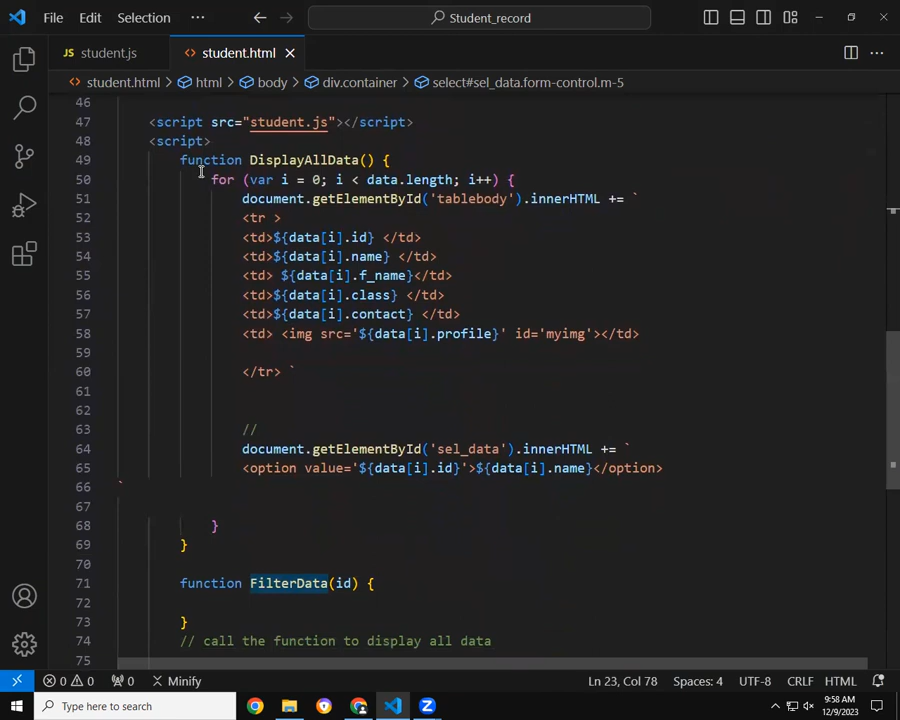 File Edit Selection ··· Student_record
JS student.js <> student.html
<> student.html > html > body > div.container > select#sel_data.form-control.m-5
46
47 <script src="student.js"></script>
48 <script>
49 function DisplayAllData() {
50 for (var i = 0; i < data.length; i++) {
51 document.getElementById('tablebody').innerHTML += `
52 <tr >
53 <td>${data[i].id} </td>
54 <td>${data[i].name} </td>
55 <td> ${data[i].f_name}</td>
56 <td>${data[i].class} </td>
57 <td>${data[i].contact} </td>
58 <td> <img src='${data[i].profile}' id='myimg'></td>
59
60 </tr> `
61
62
63 //
64 document.getElementById('sel_data').innerHTML += `
65 <option value='${data[i].id}'>${data[i].name}</option>
66 `
67
68 }
69 }
70
71 function FilterData(id) {
72
73 }
74 // call the function to display all data
75
0 0 0 Minify Ln 23, Col 78 Spaces: 4 UTF-8 CRLF HTML
Type here to search 9:58 AM
12/9/2023